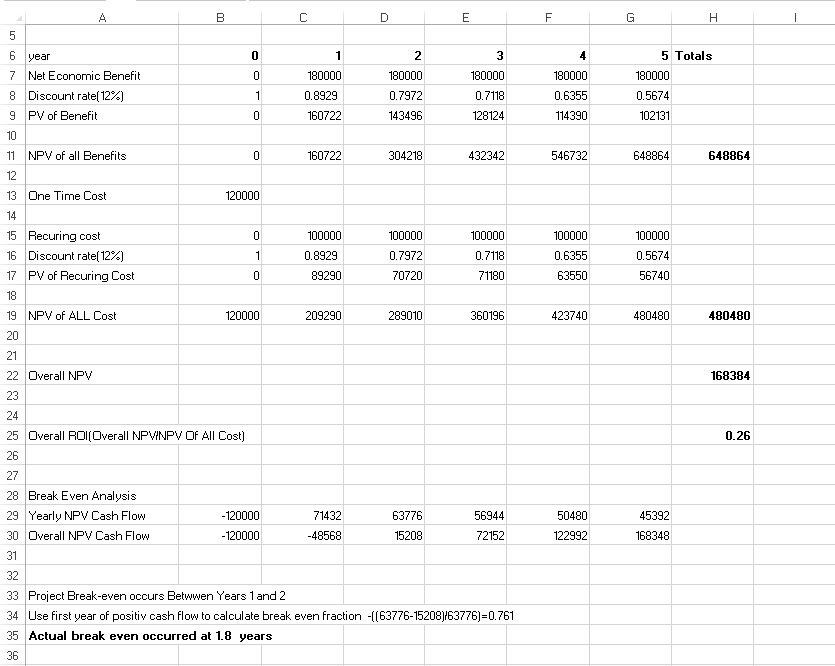 A B C D E F G H I
5
6 year 0 1 2 3 4 5 Totals
7 Net Economic Benefit 0 180000 180000 180000 180000 180000
8 Discount rate(12%) 1 0.8929 0.7972 0.7118 0.6355 0.5674
9 PV of Benefit 0 160722 143496 128124 114390 102131
10
11 NPV of all Benefits 0 160722 304218 432342 546732 648864 648864
12
13 One Time Cost 120000
14
15 Recuring cost 0 100000 100000 100000 100000 100000
16 Discount rate(12%) 1 0.8929 0.7972 0.7118 0.6355 0.5674
17 PV of Recuring Cost 0 89290 70720 71180 63550 56740
18
19 NPV of ALL Cost 120000 209290 289010 360196 423740 480480 480480
20
21
22 Overall NPV 168384
23
24
25 Overall ROI(Overall NPV/NPV Of All Cost) 0.26
26
27
28 Break Even Analysis
29 Yearly NPV Cash Flow -120000 71432 63776 56944 50480 45392
30 Overall NPV Cash Flow -120000 -48568 15208 72152 122992 168348
31
32
33 Project Break-even occurs Betwwen Years 1 and 2
34 Use first year of positiv cash flow to calculate break even fraction -((63776-15208)/63776)=0.761
35 Actual break even occurred at 1.8 years
36